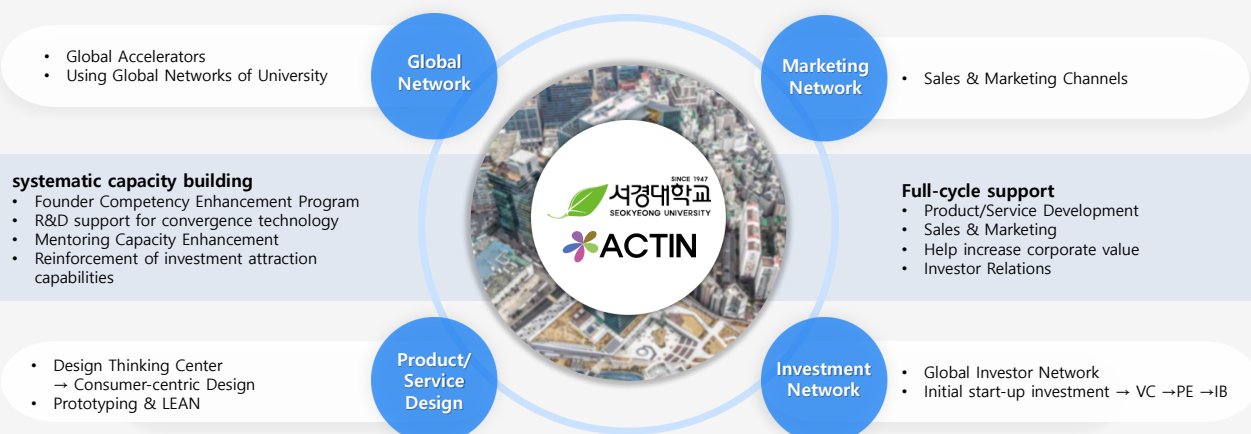 • Global Accelerators
• Using Global Networks of University
Global
Network
Marketing
Network
• Sales & Marketing Channels
systematic capacity building
• Founder Competency Enhancement Program
• R&D support for convergence technology
• Mentoring Capacity Enhancement
• Reinforcement of investment attraction
capabilities
SINCE 1947
서경대학교
SEOKYEONG UNIVERSITY
ACTIN
Full-cycle support
• Product/Service Development
• Sales & Marketing
• Help increase corporate value
• Investor Relations
• Design Thinking Center
→ Consumer-centric Design
• Prototyping & LEAN
Product/
Service
Design
Investment
Network
• Global Investor Network
• Initial start-up investment → VC →PE →IB